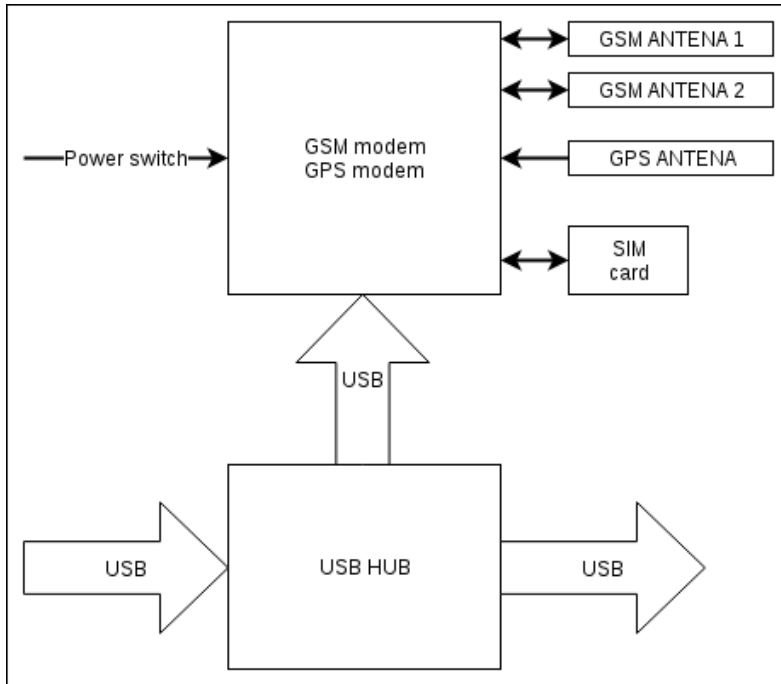 GSM ANTENA 1
GSM ANTENA 2
Power switch
GSM modem
GPS modem
GPS ANTENA
SIM
card
USB
USB
USB HUB
USB